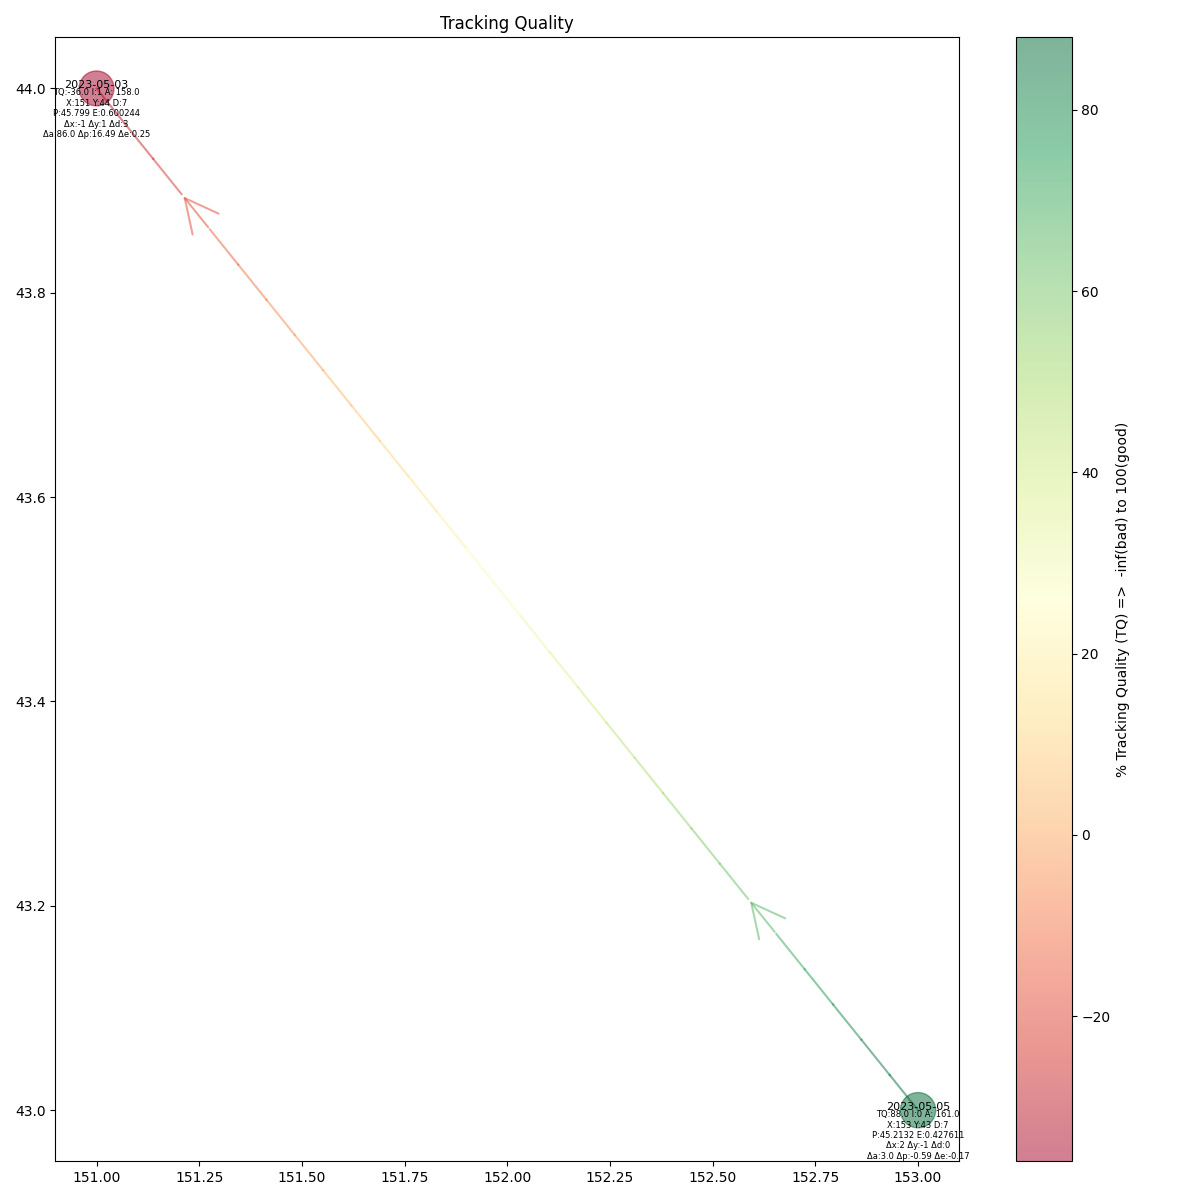 Tracking Quality
2023-05-03
TQ:-36.0 I:1 A: 158.0
X:151 Y:44 D:7
P:45.799 E:0.600244
Δx:-1 Δy:1 Δd:3
Δa:86.0 Δp:16.49 Δe:0.25
2023-05-05
TQ:88.0 I:0 A: 161.0
X:153 Y:43 D:7
P:45.2132 E:0.427611
Δx:2 Δy:-1 Δd:0
Δa:3.0 Δp:-0.59 Δe:-0.17
44.0
43.8
43.6
43.4
43.2
43.0
151.00 151.25 151.50 151.75 152.00 152.25 152.50 152.75 153.00
80
60
40
20
0
−20
% Tracking Quality (TQ) => -inf(bad) to 100(good)